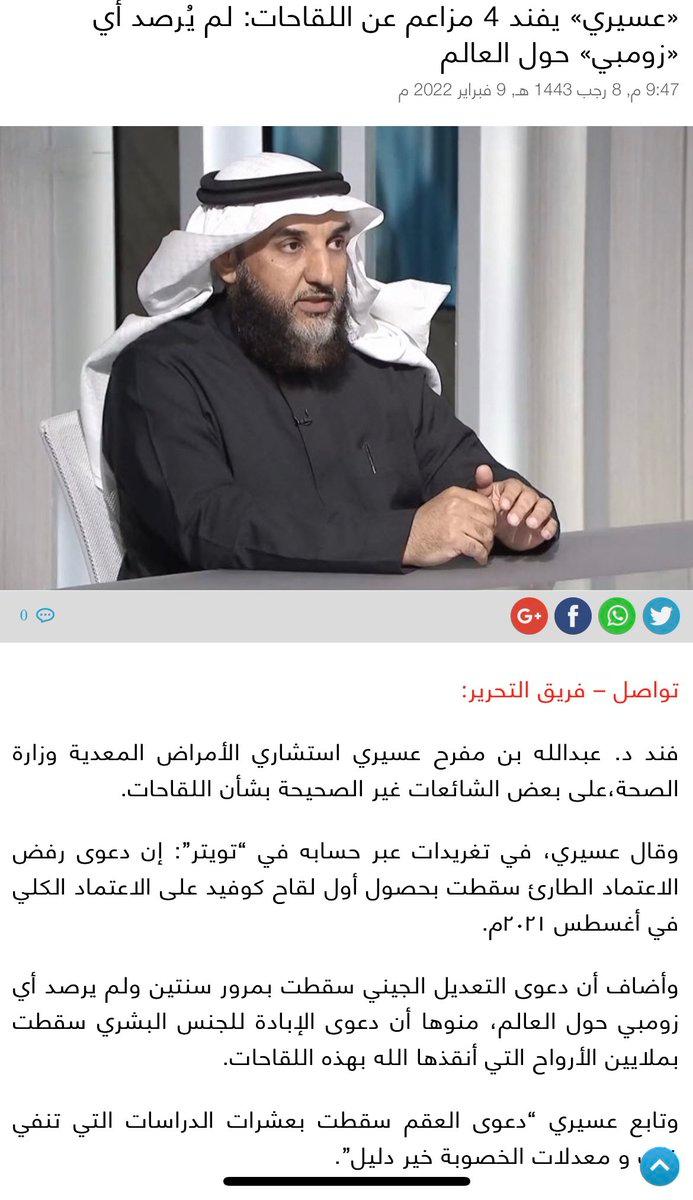 «عسيري» يفند 4 مزاعم عن اللقاحات: لم يُرصد أي
«زومبي» حول العالم
9:47 م, 8 رجب 1443 هـ, 9 فبراير 2022 م
0
G+
تواصل – فريق التحرير:
فند د. عبدالله بن مفرح عسيري استشاري الأمراض المعدية وزارة
الصحة،على بعض الشائعات غير الصحيحة بشأن اللقاحات.
وقال عسيري، في تغريدات عبر حسابه في “تويتر”: إن دعوى رفض
الاعتماد الطارئ سقطت بحصول أول لقاح كوفيد على الاعتماد الكلي
في أغسطس ٢٠٢١م.
وأضاف أن دعوى التعديل الجيني سقطت بمرور سنتين ولم يرصد أي
زومبي حول العالم، منوها أن دعوى الإبادة للجنس البشري سقطت
بملايين الأرواح التي أنقذها الله بهذه اللقاحات.
وتابع عسيري “دعوى العقم سقطت بعشرات الدراسات التي تنفي
و معدلات الخصوبة خير دليل”.